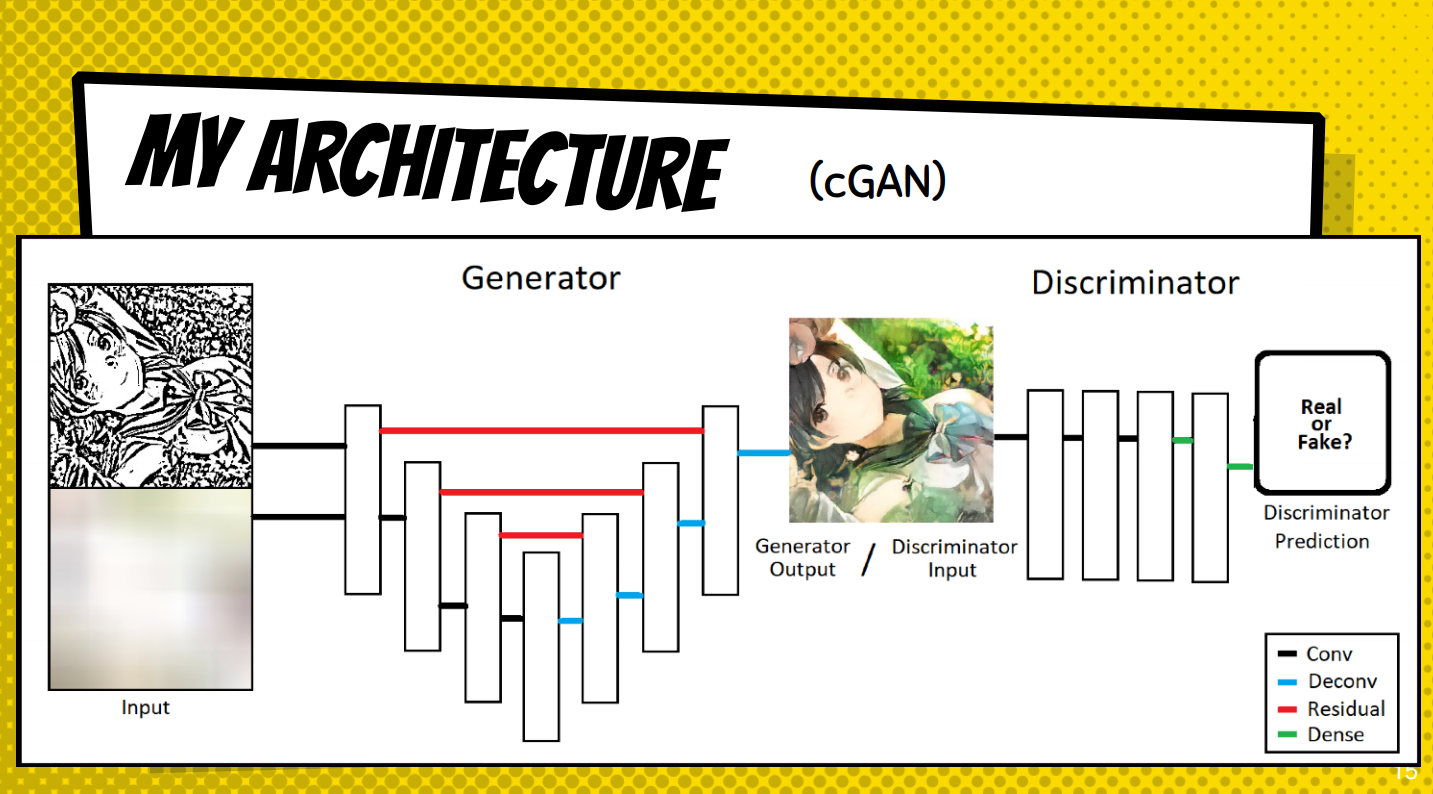 MY ARCHITECTURE (cGAN)
Generator
Discriminator
Input
Generator
Output
/
Discriminator
Input
Real
or
Fake?
Discriminator
Prediction
Conv
Deconv
Residual
Dense
15